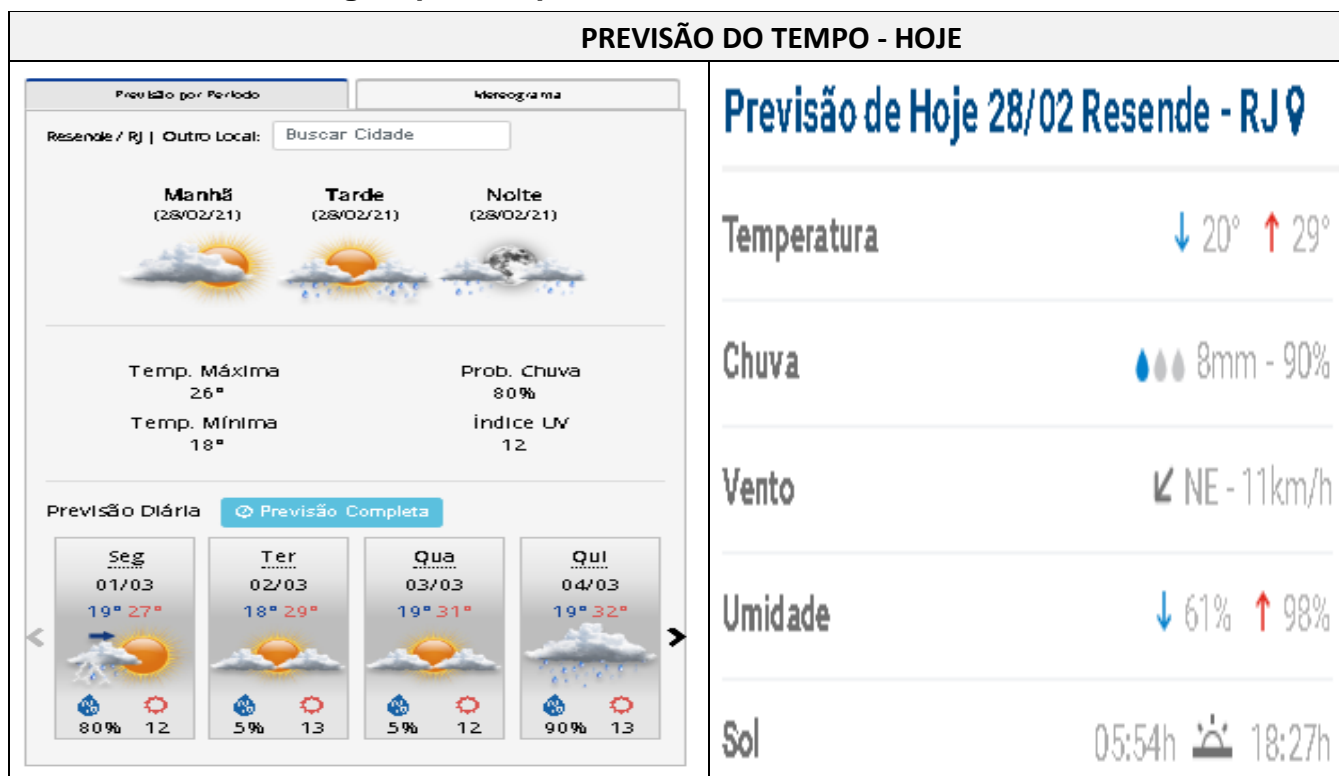 PREVISÃO DO TEMPO - HOJE
Previsão por Período
Meteograma
Resende / RJ | Outro Local: Buscar Cidade
Manhã Tarde Noite
(28/02/21) (28/02/21) (28/02/21)
Temp. Máxima Prob. Chuva
26° 80%
Temp. Mínima Índice UV
18° 12
Previsão Diária Previsão Completa
Seg Ter Qua Qui
01/03 02/03 03/03 04/03
19° 27° 18° 29° 19° 31° 19° 32°
80% 12 5% 13 5% 12 90% 13
Previsão de Hoje 28/02 Resende - RJ
Temperatura 20° 29°
Chuva 8mm - 90%
Vento NE - 11km/h
Umidade 61% 98%
Sol 05:54h 18:27h